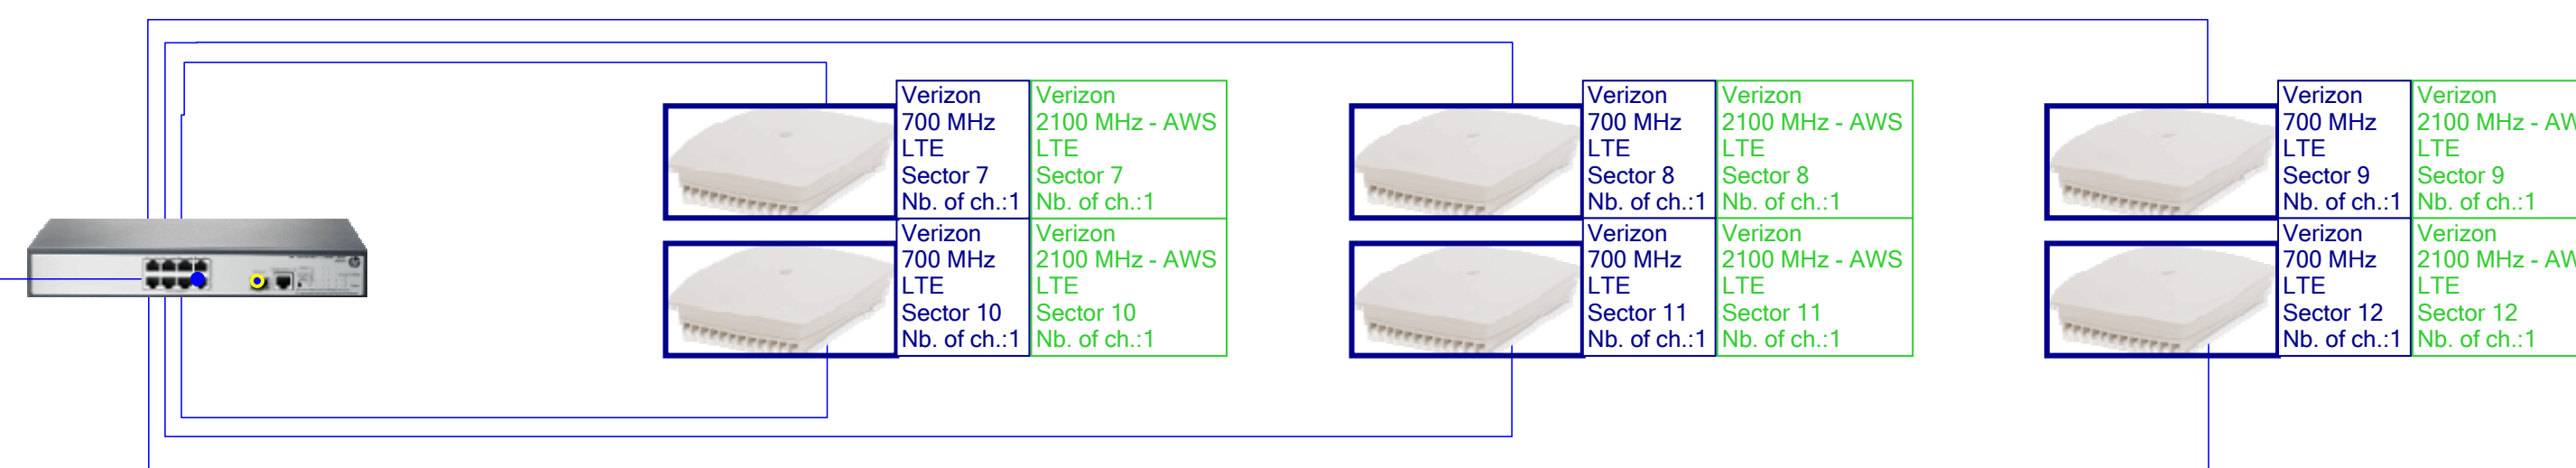 Verizon
700 MHz
LTE
Sector 7
Nb. of ch.:1
Verizon
2100 MHz - AWS
LTE
Sector 7
Nb. of ch.:1
Verizon
700 MHz
LTE
Sector 8
Nb. of ch.:1
Verizon
2100 MHz - AWS
LTE
Sector 8
Nb. of ch.:1
Verizon
700 MHz
LTE
Sector 9
Nb. of ch.:1
Verizon
2100 MHz - AW
LTE
Sector 9
Nb. of ch.:1
Verizon
700 MHz
LTE
Sector 10
Nb. of ch.:1
Verizon
2100 MHz - AWS
LTE
Sector 10
Nb. of ch.:1
Verizon
700 MHz
LTE
Sector 11
Nb. of ch.:1
Verizon
2100 MHz - AWS
LTE
Sector 11
Nb. of ch.:1
Verizon
700 MHz
LTE
Sector 12
Nb. of ch.:1
Verizon
2100 MHz - AW
LTE
Sector 12
Nb. of ch.:1